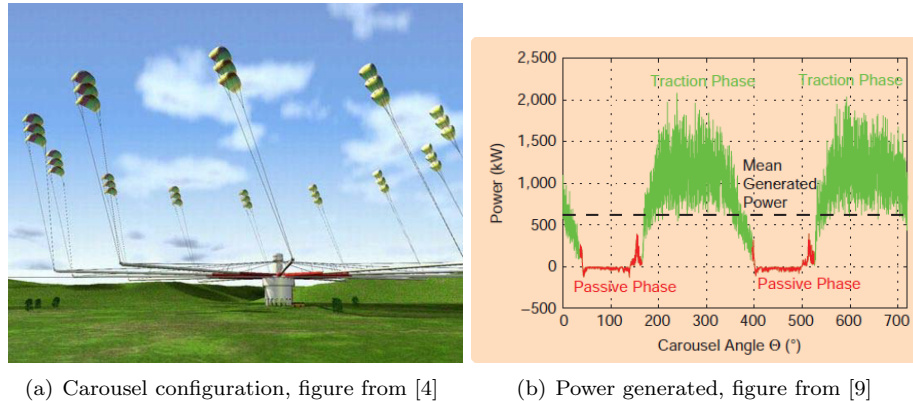 2,500
2,000
1,500
1,000
500
0
−500
Power (kW)
Traction Phase
Traction Phase
Mean
Generated
Power
Passive Phase
Passive Phase
0 100 200 300 400 500 600 700
Carousel Angle Θ (°)
(a) Carousel configuration, figure from [4]
(b) Power generated, figure from [9]